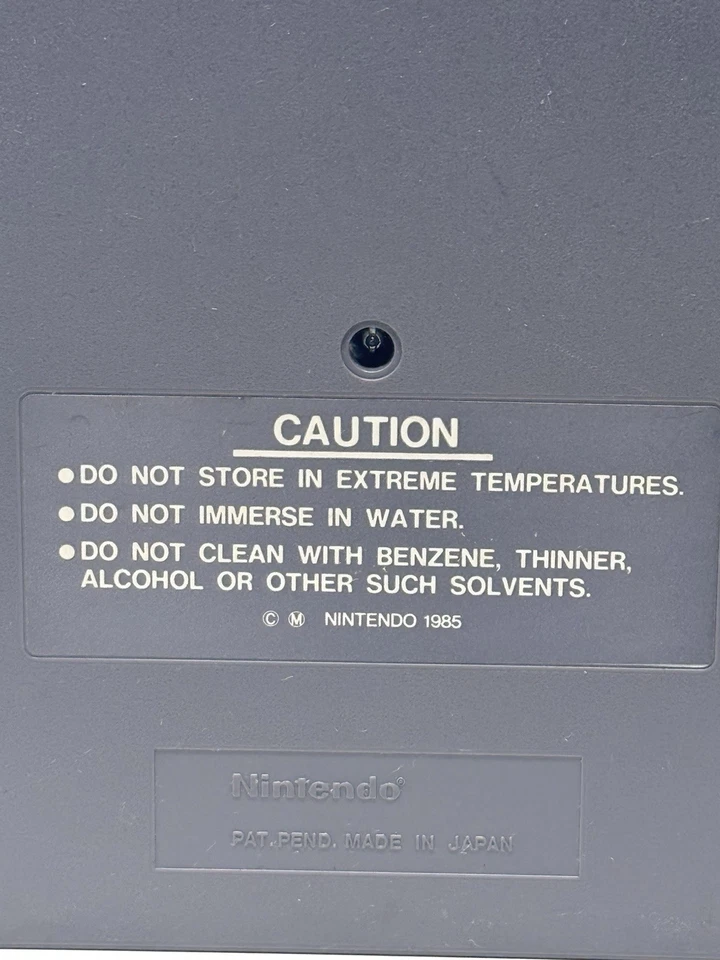 CAUTION
●DO NOT STORE IN EXTREME TEMPERATURES.
●DO NOT IMMERSE IN WATER.
●DO NOT CLEAN WITH BENZENE, THINNER,
ALCOHOL OR OTHER SUCH SOLVENTS.
© Ⓜ NINTENDO 1985
Nintendo®
PAT. PEND. MADE IN JAPAN